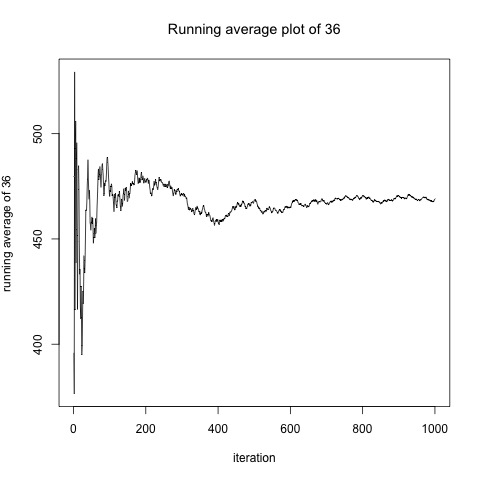 Running average plot of 36
running average of 36
500
450
400
0 200 400 600 800 1000
iteration